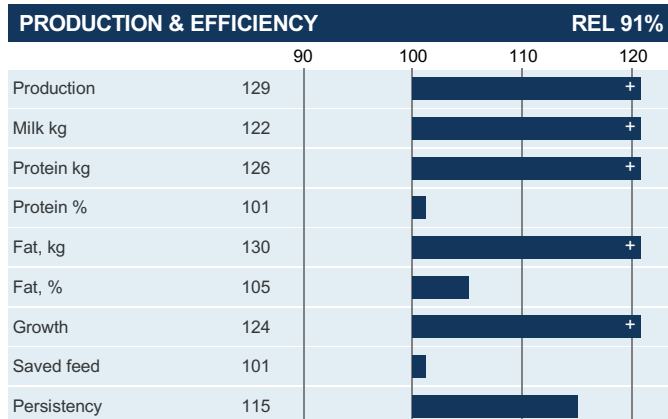 PRODUCTION & EFFICIENCY REL 91%
90 100 110 120
Production 129 +
Milk kg 122 +
Protein kg 126 +
Protein % 101
Fat, kg 130 +
Fat, % 105
Growth 124 +
Saved feed 101
Persistency 115